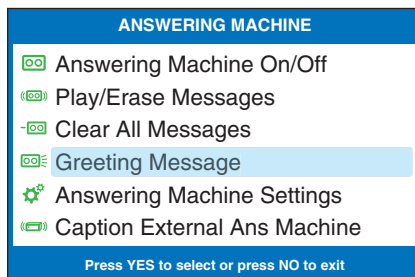 ANSWERING MACHINE
Answering Machine On/Off
Play/Erase Messages
Clear All Messages
Greeting Message
Answering Machine Settings
Caption External Ans Machine
Press YES to select or press NO to exit